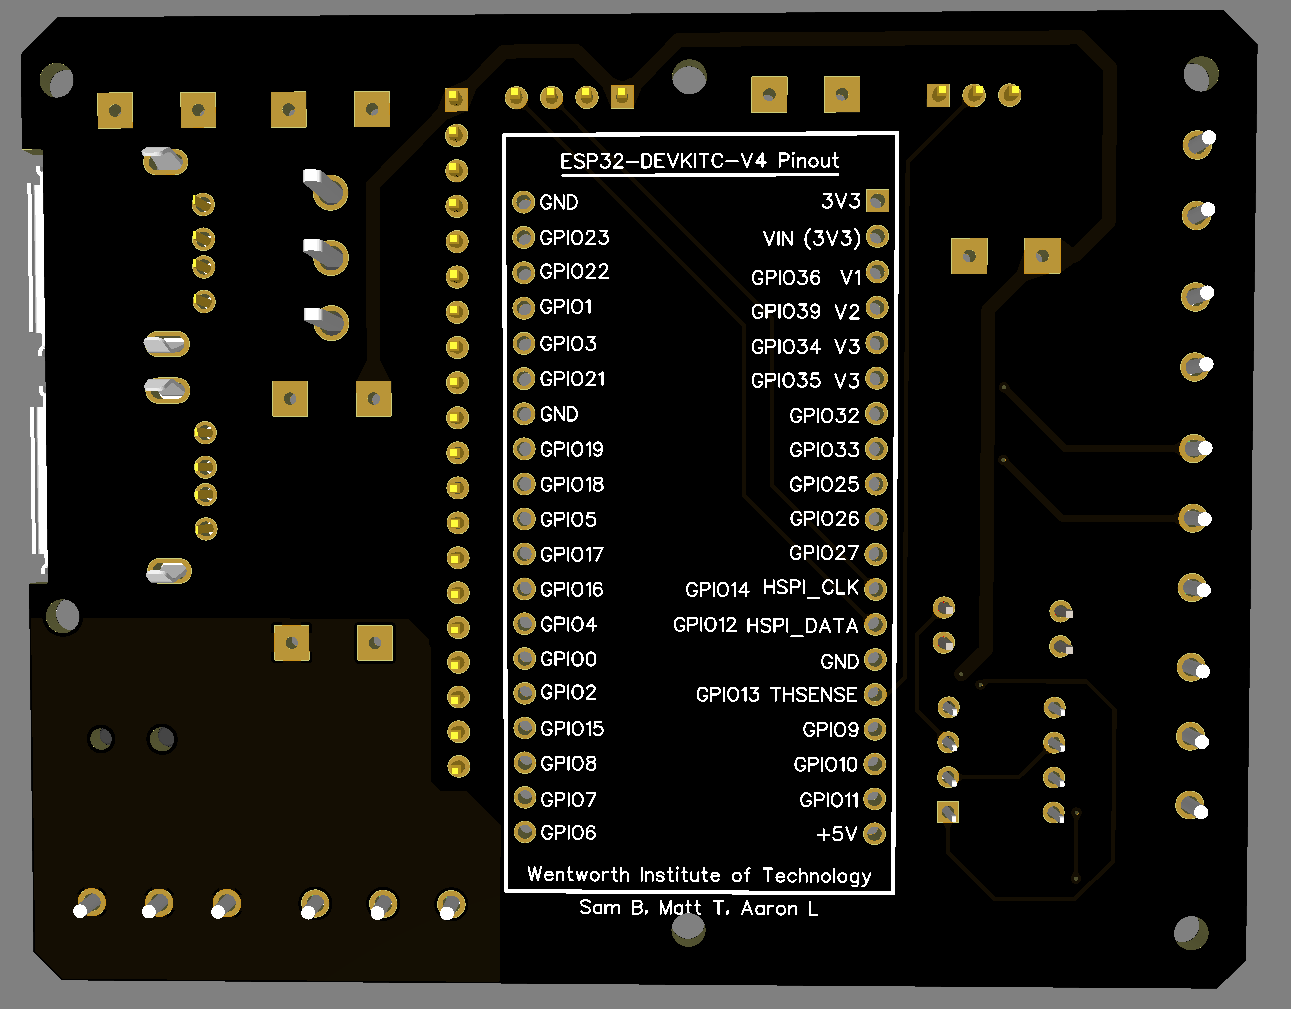 ESP32-DEVKITC-V4 Pinout
GND 3V3
GPIO23 VIN (3V3)
GPIO22 GPIO36 V1
GPIO1 GPIO39 V2
GPIO3 GPIO34 V3
GPIO21 GPIO35 V3
GND GPIO32
GPIO19 GPIO33
GPIO18 GPIO25
GPIO5 GPIO26
GPIO17 GPIO27
GPIO16 GPIO14 HSPI_CLK
GPIO4 GPIO12 HSPI_DATA
GPIO0 GND
GPIO2 GPIO13 THSENSE
GPIO15 GPIO9
GPIO8 GPIO10
GPIO7 GPIO11
GPIO6 +5V
Wentworth Institute of Technology
Sam B, Matt T, Aaron L